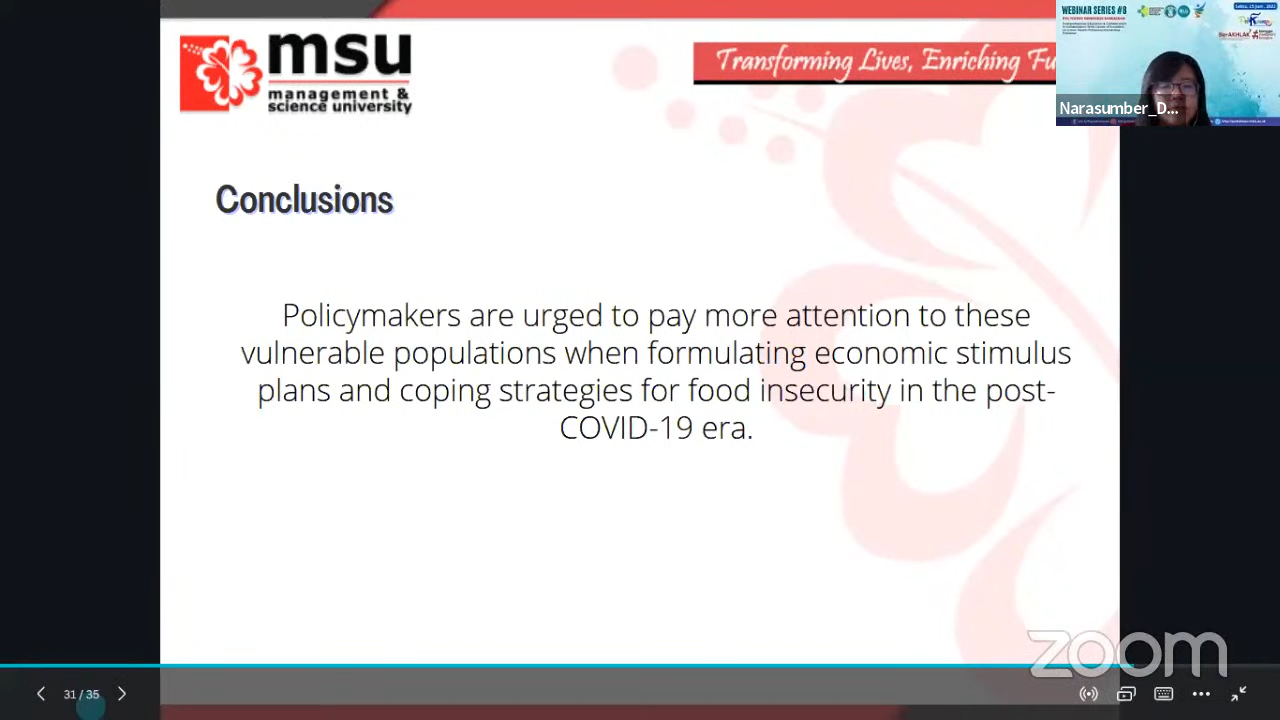 msu
management &
science university
Transforming Lives, Enriching Fu
WEBINAR SERIES #8
Narasumber_D...
Conclusions
Policymakers are urged to pay more attention to these
vulnerable populations when formulating economic stimulus
plans and coping strategies for food insecurity in the post-
COVID-19 era.
zoom
31 / 35